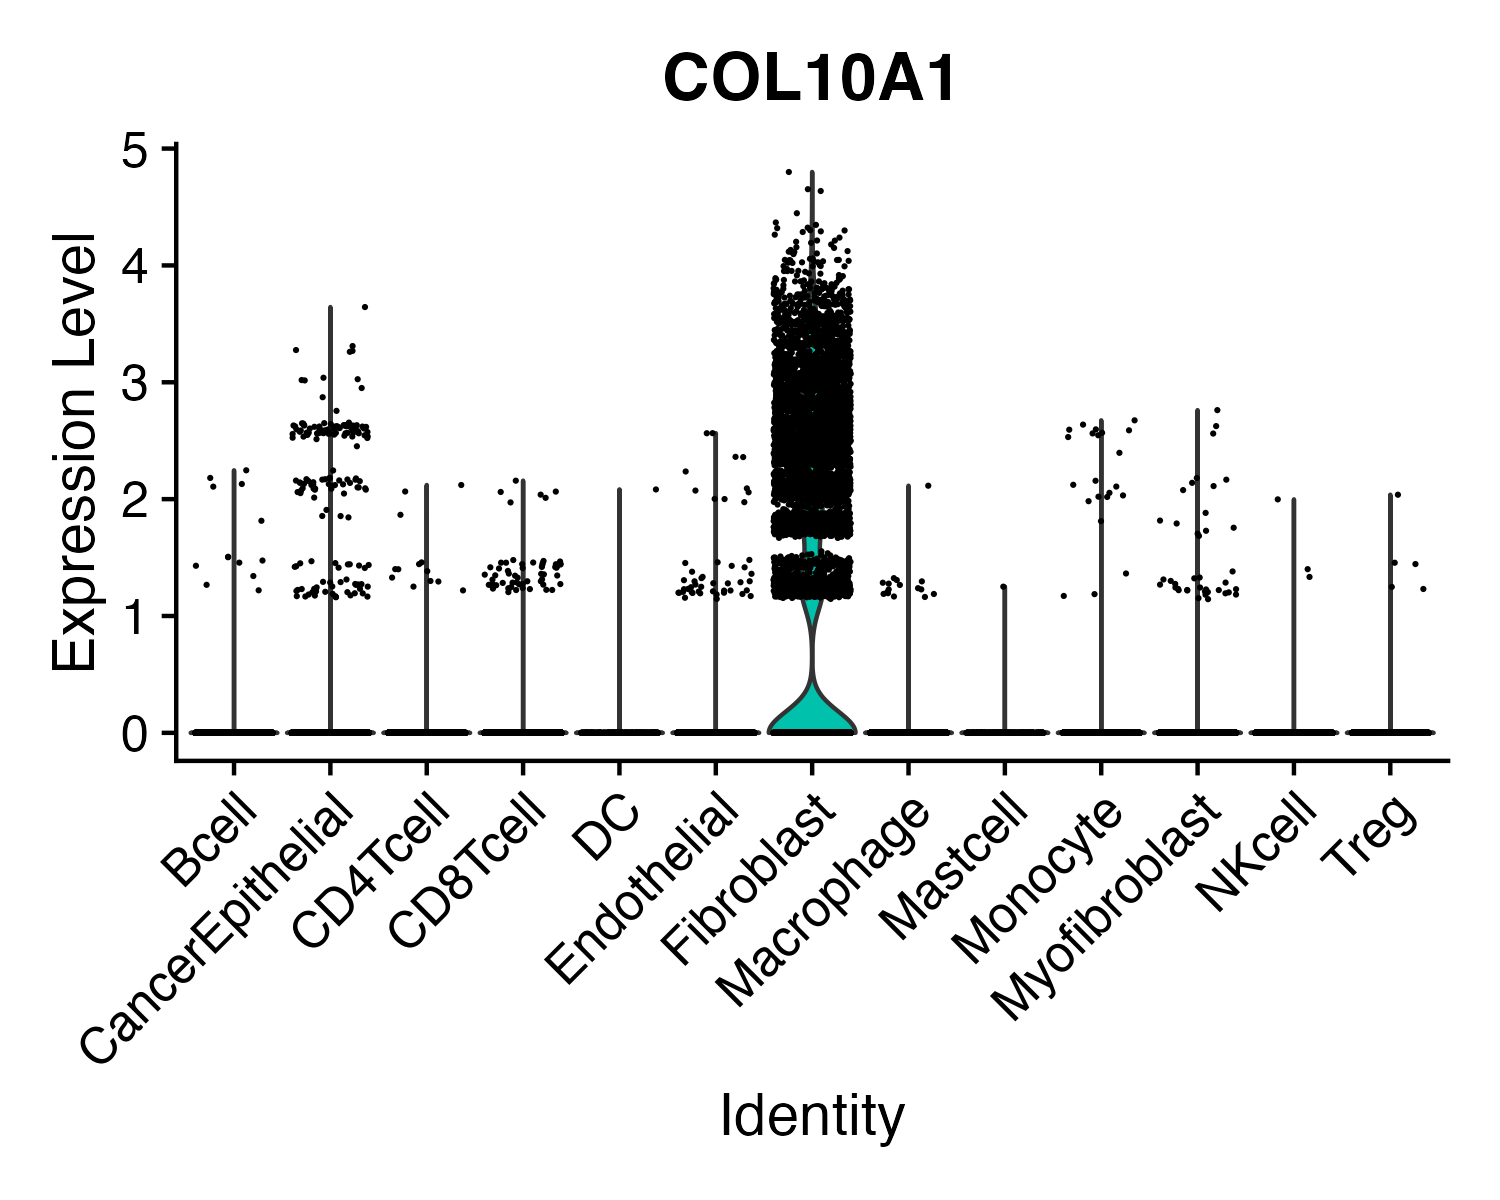 COL10A1
Expression Level
5
4
3
2
1
0
Bcell
CancerEpithelial
CD4Tcell
CD8Tcell
DC
Endothelial
Fibroblast
Macrophage
Mastcell
Monocyte
Myofibroblast
NKcell
Treg
Identity